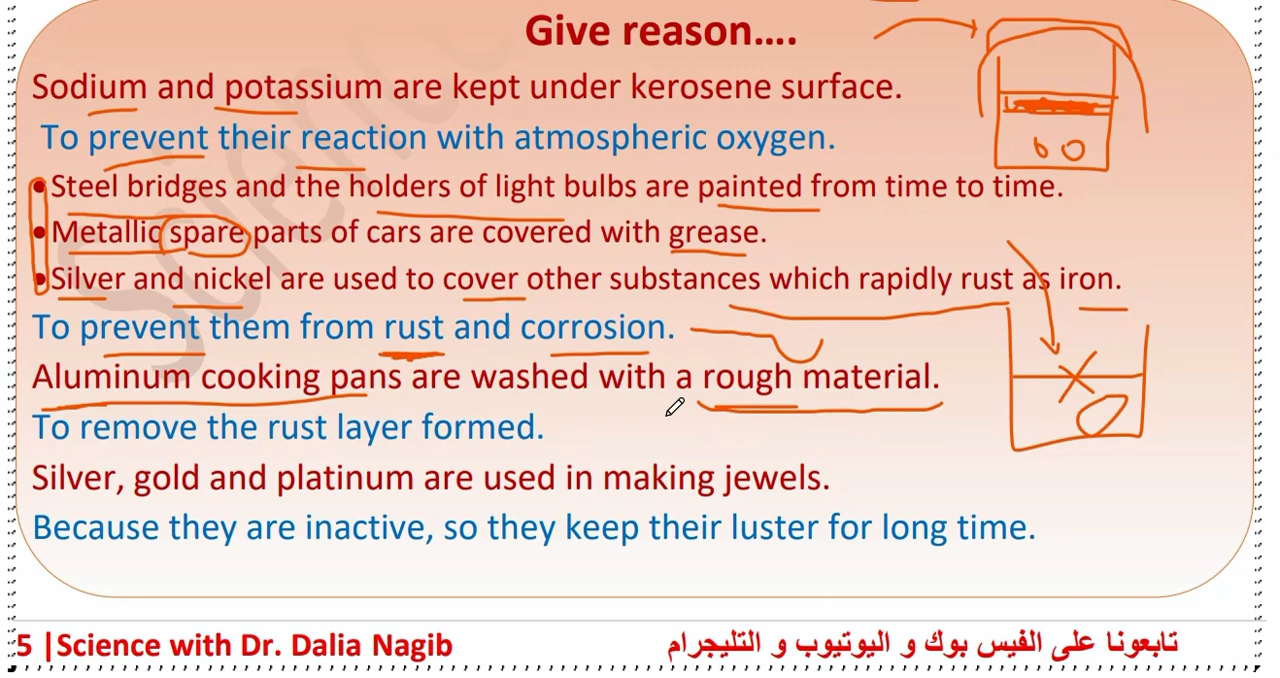 Give reason....
Sodium and potassium are kept under kerosene surface.
To prevent their reaction with atmospheric oxygen.
•Steel bridges and the holders of light bulbs are painted from time to time.
•Metallic spare parts of cars are covered with grease.
•Silver and nickel are used to cover other substances which rapidly rust as iron.
To prevent them from rust and corrosion.
Aluminum cooking pans are washed with a rough material.
To remove the rust layer formed.
Silver, gold and platinum are used in making jewels.
Because they are inactive, so they keep their luster for long time.
5 |Science with Dr. Dalia Nagib
تابعونا على الفيس بوك و اليوتيوب و التليجرام